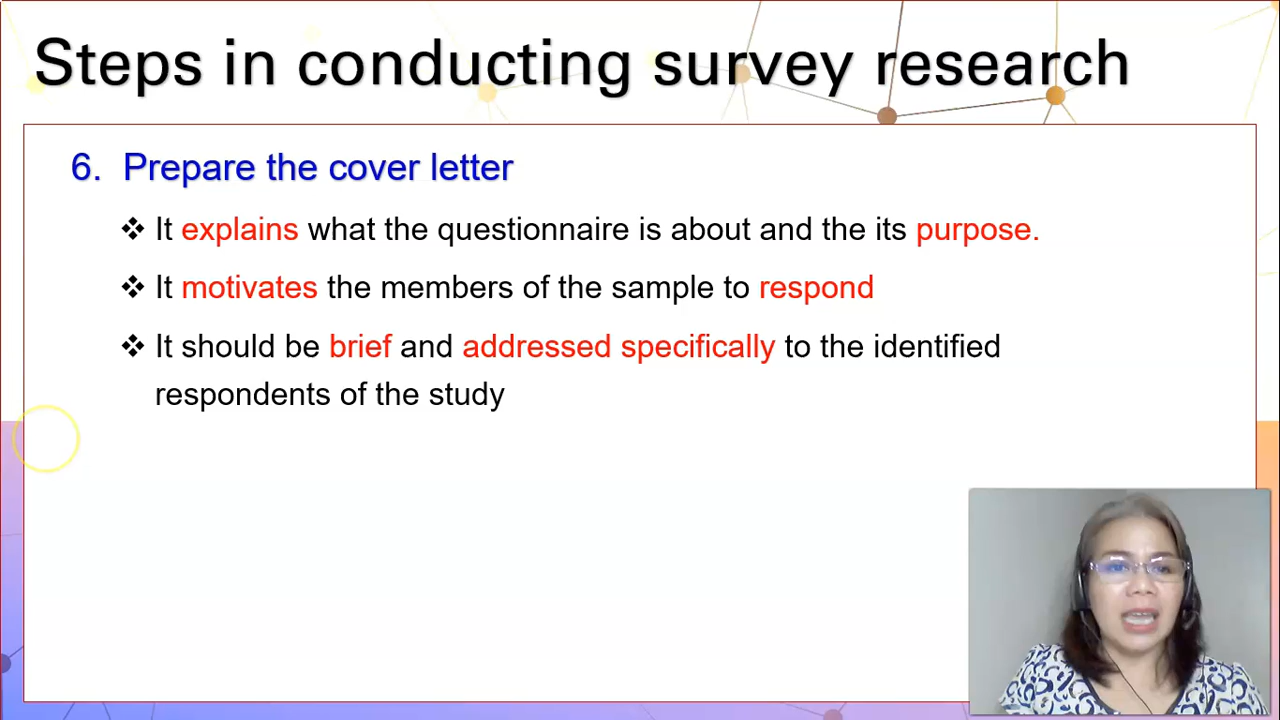 Steps in conducting survey research
6. Prepare the cover letter
❖ It explains what the questionnaire is about and the its purpose.
❖ It motivates the members of the sample to respond
❖ It should be brief and addressed specifically to the identified
respondents of the study